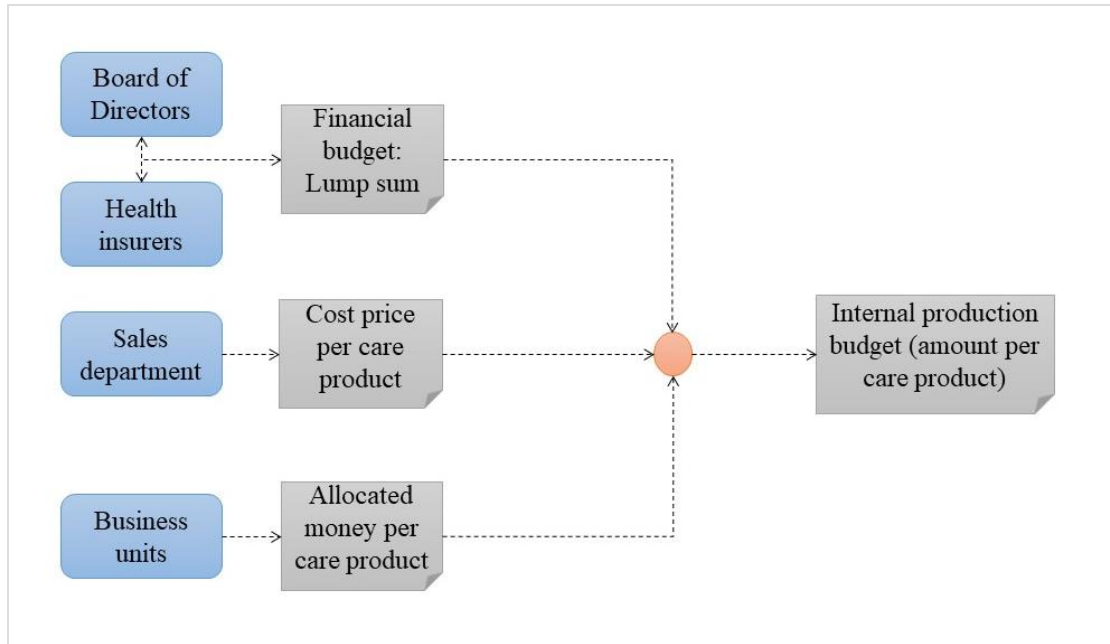 Board of
Directors
Health
insurers
Financial
budget:
Lump sum
Sales
department
Cost price
per care
product
Internal production
budget (amount per
care product)
Business
units
Allocated
money per
care product